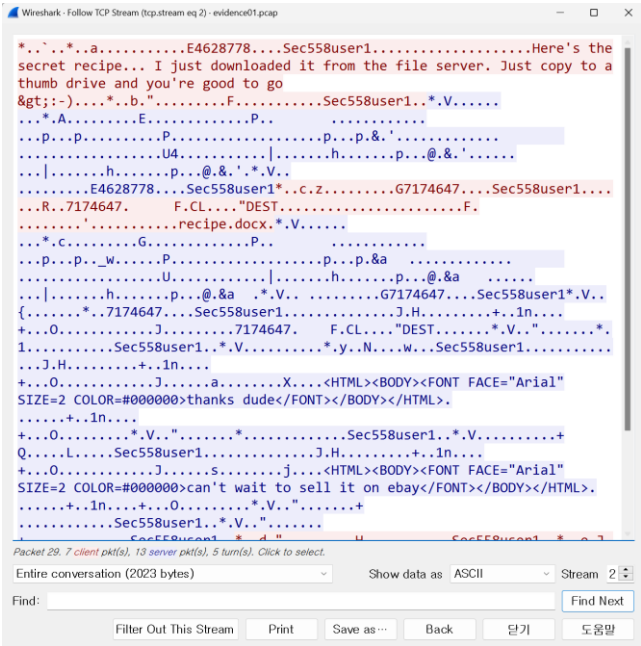 Wireshark · Follow TCP Stream (tcp.stream eq 2) · evidence01.pcap
*..`..*..a...........E4628778....Sec558user1....................Here's the
secret recipe... I just downloaded it from the file server. Just copy to a
thumb drive and you're good to go
&gt;:-)....*..b.".........F...........Sec558user1..*.V......
...*.A.........E............P.. ............
...p...p..........P...................p...p.&.'..............
....................U4..........|.......h.......p...@.&.'......
...|.......h.......p...@.&.'.*.V..
.........E4628778....Sec558user1*..c.z.........G7174647....Sec558user1....
...R..7174647. F.CL...."DEST.......................F.
........'...........recipe.docx.*.V......
...*.c.........G............P.. ............
...p...p.._w......P...................p...p.&a .............
....................U............|.......h.......p...@.&a ......
...|.......h.......p...@.&a .*.V.. .........G7174647....Sec558user1*.V..
{.......*..7174647....Sec558user1..............J.H.........+..1n....
+...O............J.........7174647. F.CL...."DEST.......*.V..".......*.
1...........Sec558user1..*.V..........*.y..N....w...Sec558user1...........
...J.H.........+..1n....
+...O............J......a........X....<HTML><BODY><FONT FACE="Arial"
SIZE=2 COLOR=#000000>thanks dude</FONT></BODY></HTML>.
......+..1n....
+...O.........*.V..".......*.............Sec558user1..*.V..........+
Q.....L.....Sec558user1..............J.H.........+..1n....
+...O............J......s........j....<HTML><BODY><FONT FACE="Arial"
SIZE=2 COLOR=#000000>can't wait to sell it on ebay</FONT></BODY></HTML>.
......+..1n....+...O.........*.V..".......+
............Sec558user1..*.V..".......
Packet 29. 7 client pkt(s), 13 server pkt(s), 5 turn(s). Click to select.
Entire conversation (2023 bytes) Show data as ASCII Stream 2
Find: Find Next
Filter Out This Stream Print Save as… Back 닫기 도움말